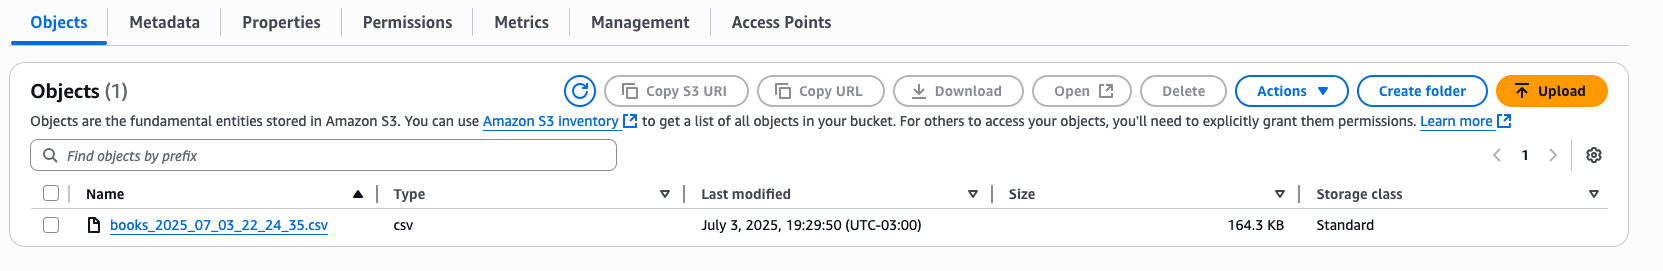 Objects Metadata Properties Permissions Metrics Management Access Points
Objects (1) Copy S3 URI Copy URL Download Open Delete Actions Create folder Upload
Objects are the fundamental entities stored in Amazon S3. You can use Amazon S3 inventory to get a list of all objects in your bucket. For others to access your objects, you'll need to explicitly grant them permissions. Learn more
Find objects by prefix 1
Name Type Last modified Size Storage class
books_2025_07_03_22_24_35.csv csv July 3, 2025, 19:29:50 (UTC-03:00) 164.3 KB Standard